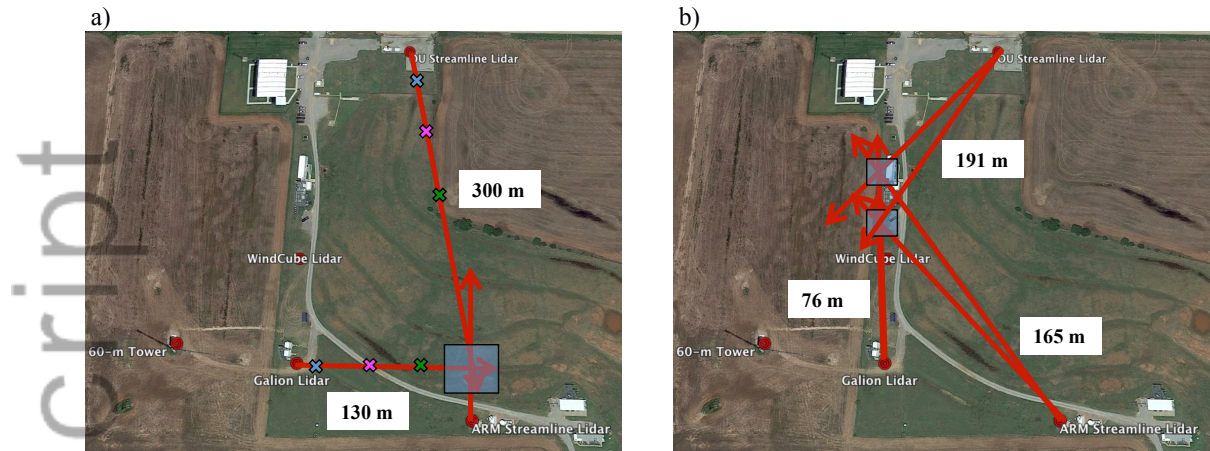 a)
OU Streamline Lidar
300 m
WindCube Lidar
60-m Tower
Galion Lidar
130 m
ARM Streamline Lidar
b)
OU Streamline Lidar
191 m
WindCube Lidar
76 m
165 m
60-m Tower
Galion Lidar
ARM Streamline Lidar
cript